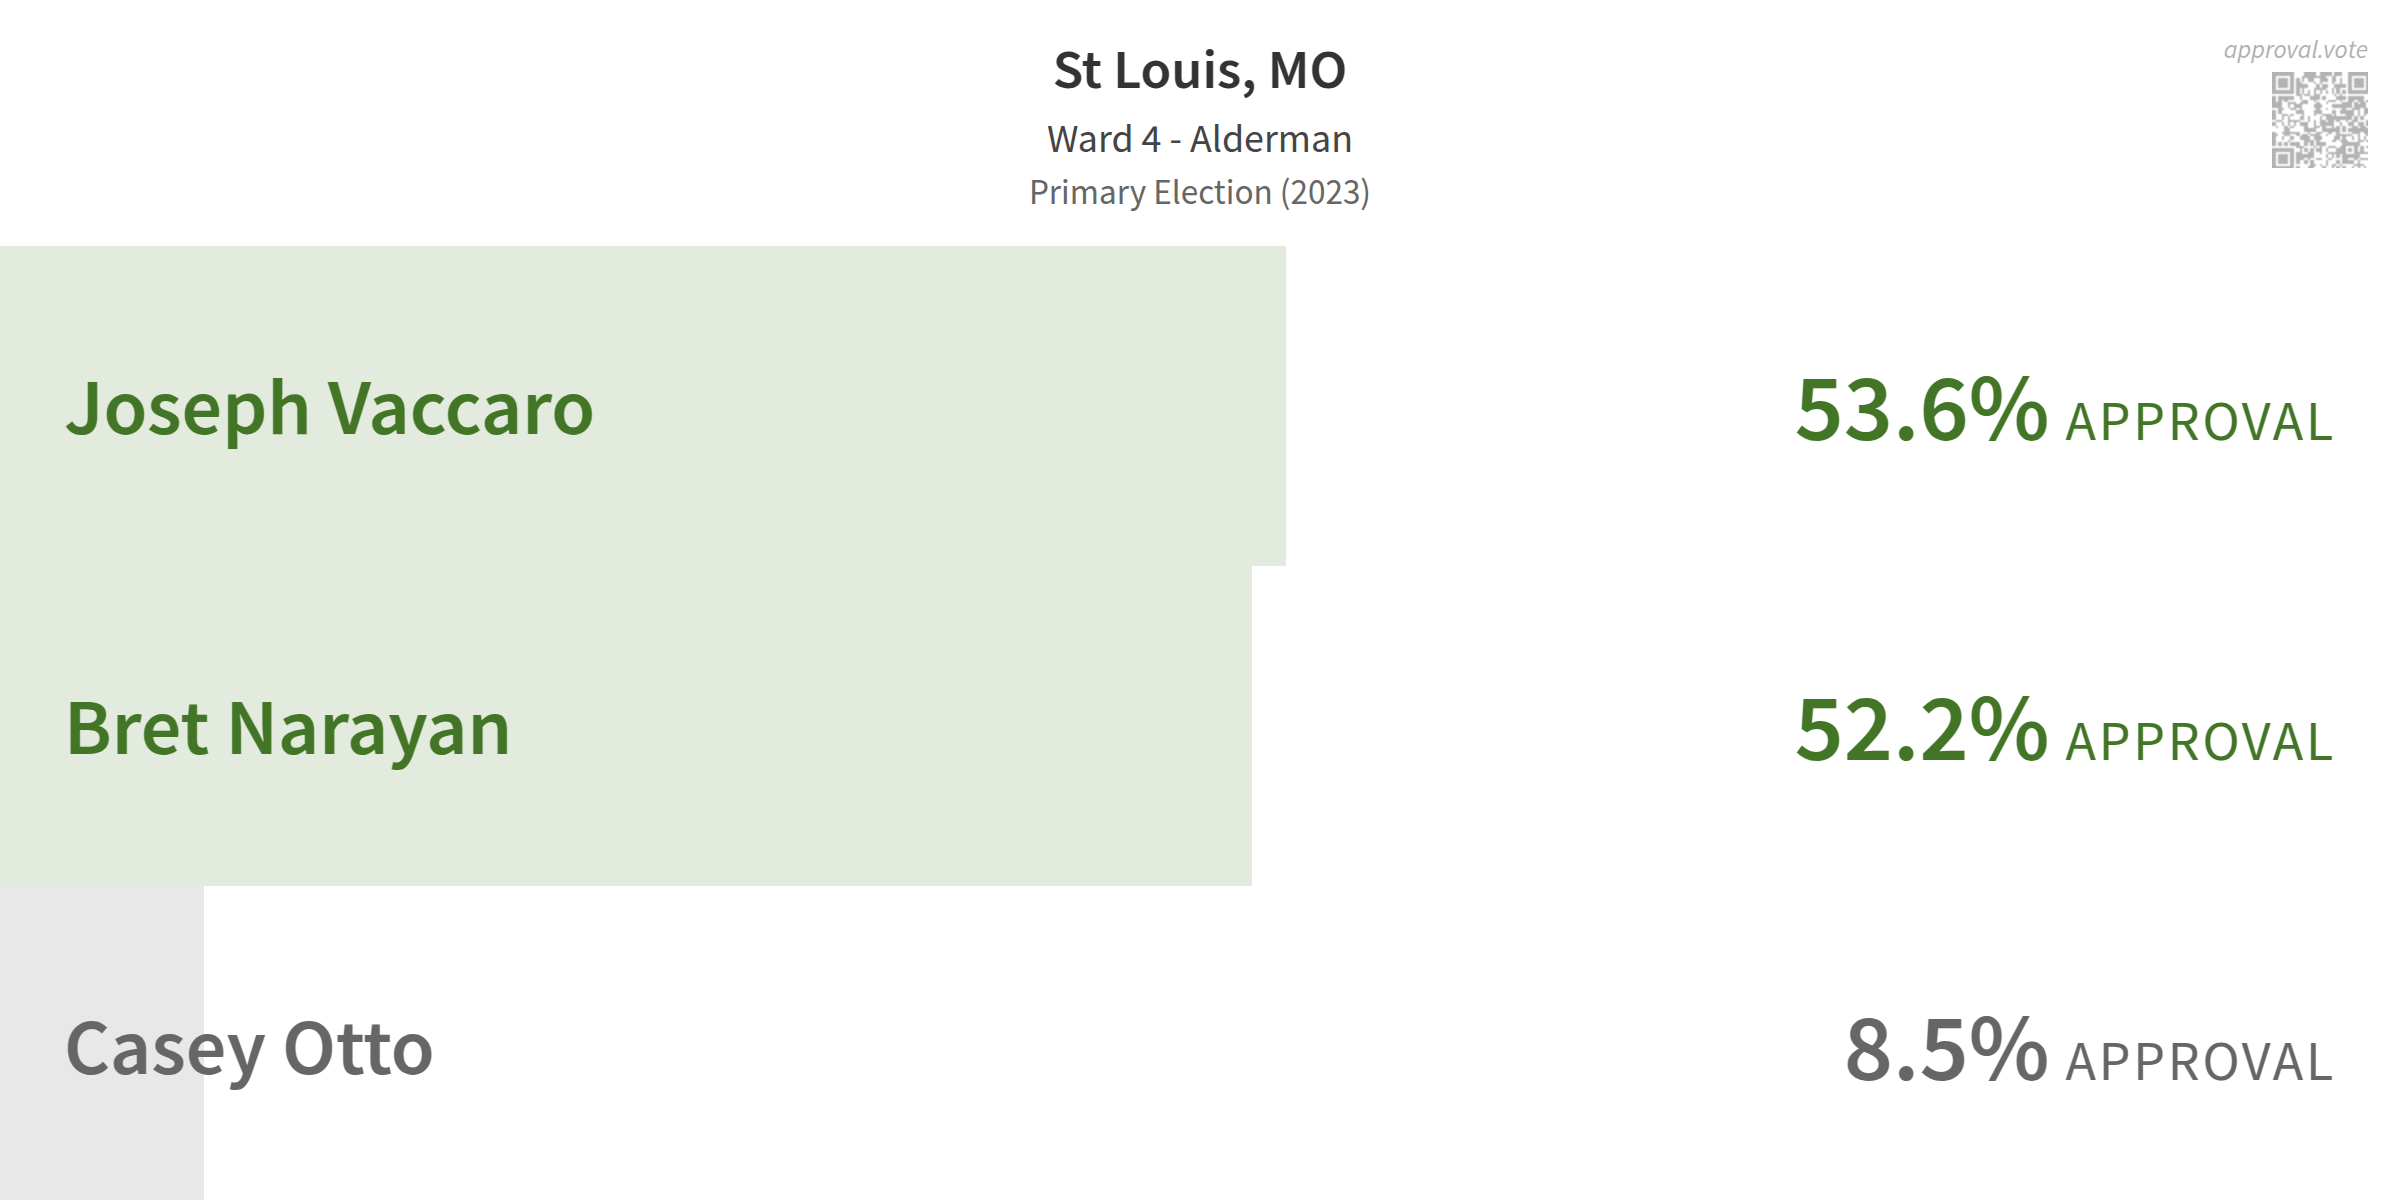 St Louis, MO
Ward 4 - Alderman
Primary Election (2023)
approval.vote
Joseph Vaccaro 53.6% APPROVAL
Bret Narayan 52.2% APPROVAL
Casey Otto 8.5% APPROVAL